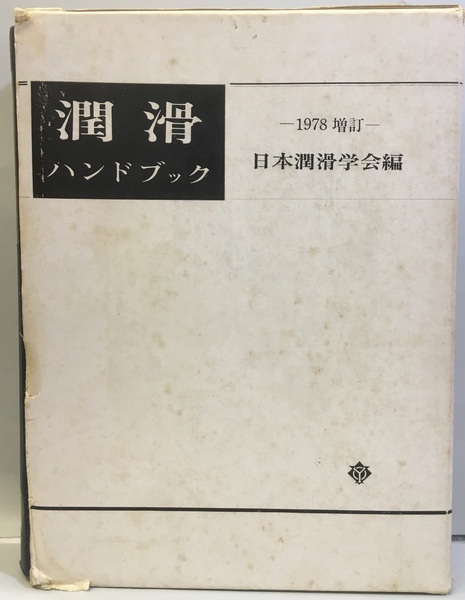 潤滑
ハンドブック
—1978 増訂—
日本潤滑学会編